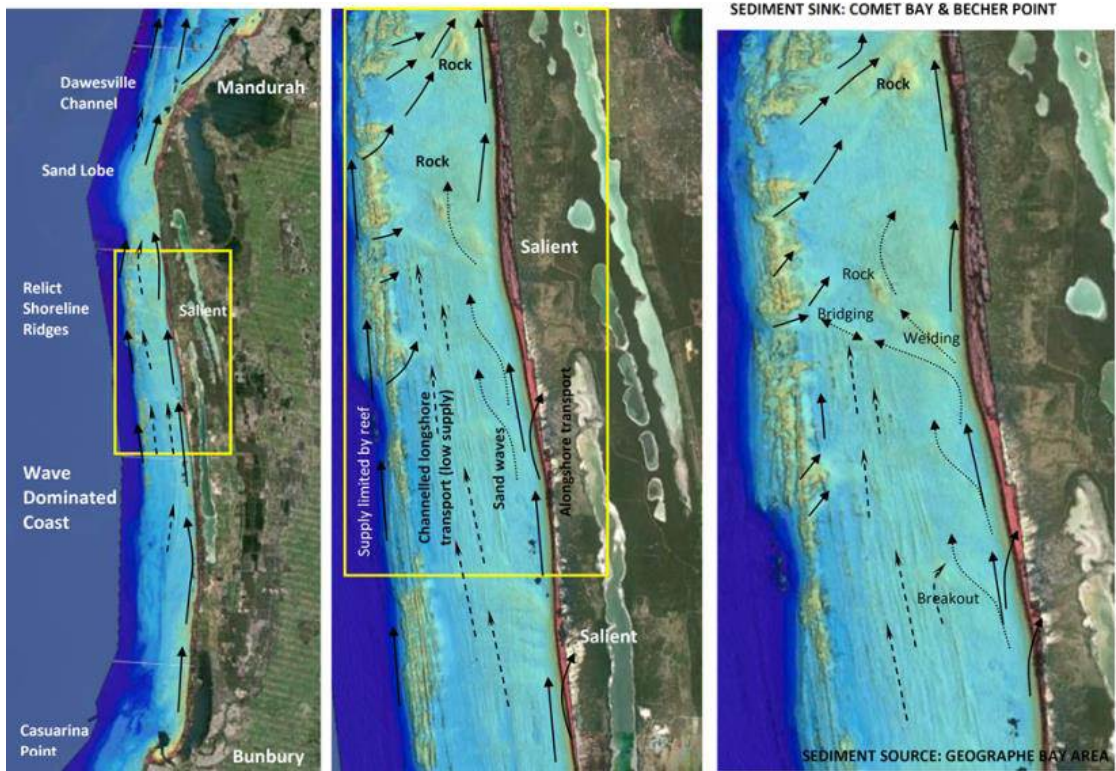 SEDIMENT SINK: COMET BAY & BECHER POINT
Dawesville
Channel
Mandurah
Sand Lobe
Relict
Shoreline
Ridges
Salient
Wave
Dominated
Coast
Casuarina
Point
Bunbury
Rock
Rock
Salient
Supply limited by reef
Channelled longshore
transport (low supply)
Sand waves
Alongshore transport
Salient
Rock
Rock
Bridging
Welding
Breakout
SEDIMENT SOURCE: GEOGRAPHE BAY AREA